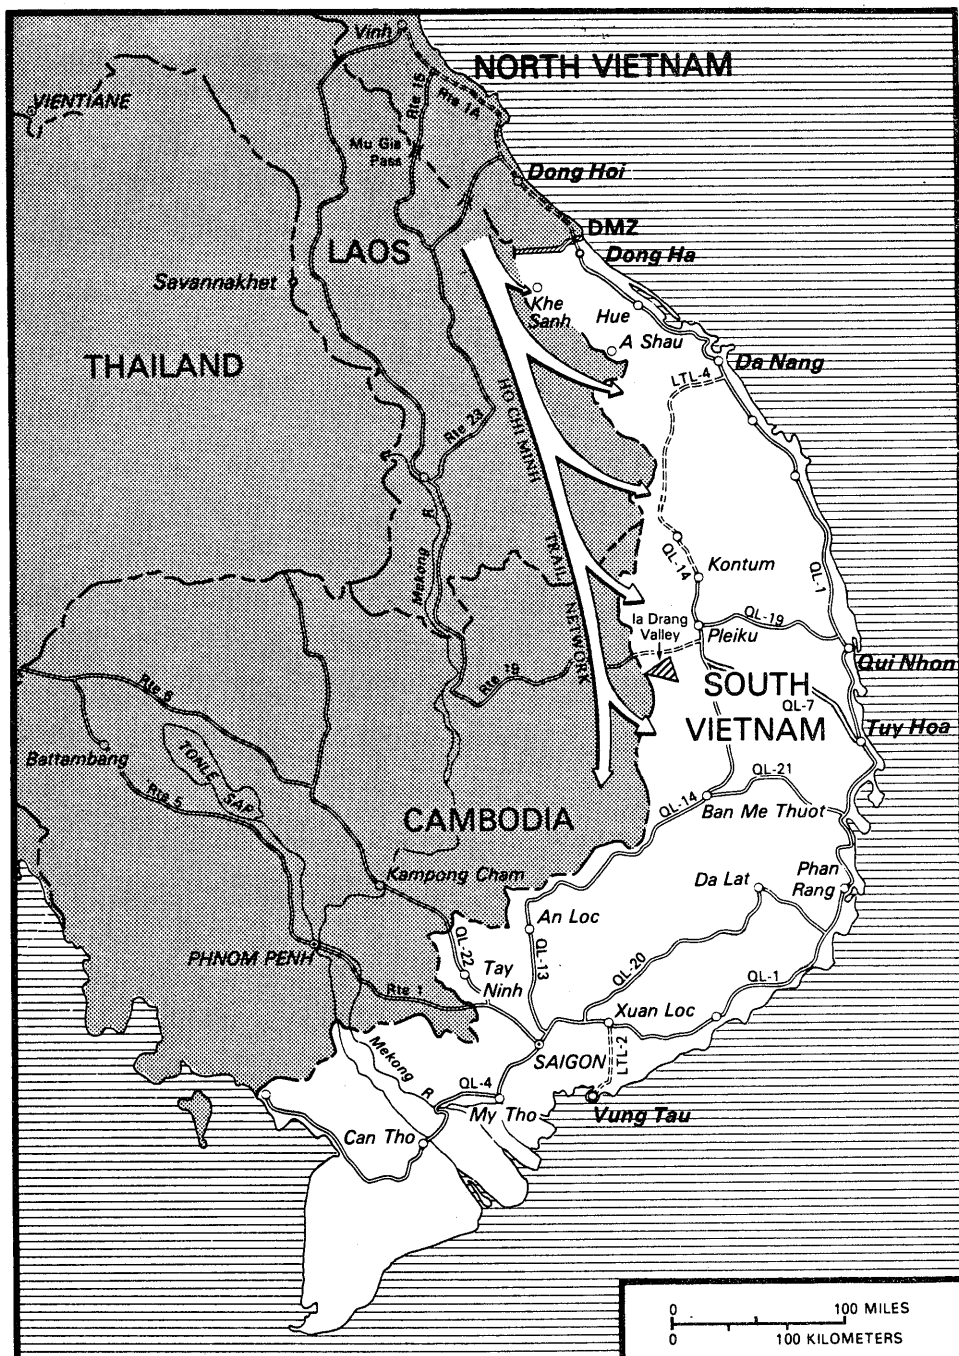 Vinh
NORTH VIETNAM
VIENTIANE
Rte 15
Rte 1A
Mu Gia
Pass
Dong Hoi
DMZ
LAOS
Dong Ha
Savannakhet
Khe
Sanh
Hue
A Shau
THAILAND
Da Nang
LTL-4
HO CHI MINH
TRAIL
NETWORK
Rte 23
Mekong R
QL-14
Kontum
QL-1
Ia Drang
Valley
QL-19
Pleiku
Qui Nhon
Rte 19
Rte 6
SOUTH
VIETNAM
QL-7
Tuy Hoa
Battambang
TONLE
SAP
Rte 5
QL-21
QL-14
Ban Me Thuot
CAMBODIA
Kampong Cham
Da Lat
Phan
Rang
An Loc
PHNOM PENH
QL-22
QL-13
QL-20
Tay
Ninh
QL-1
Rte 1
Xuan Loc
SAIGON
LTL-2
Mekong R
QL-4
My Tho
Vung Tau
Can Tho
0 100 MILES
0 100 KILOMETERS